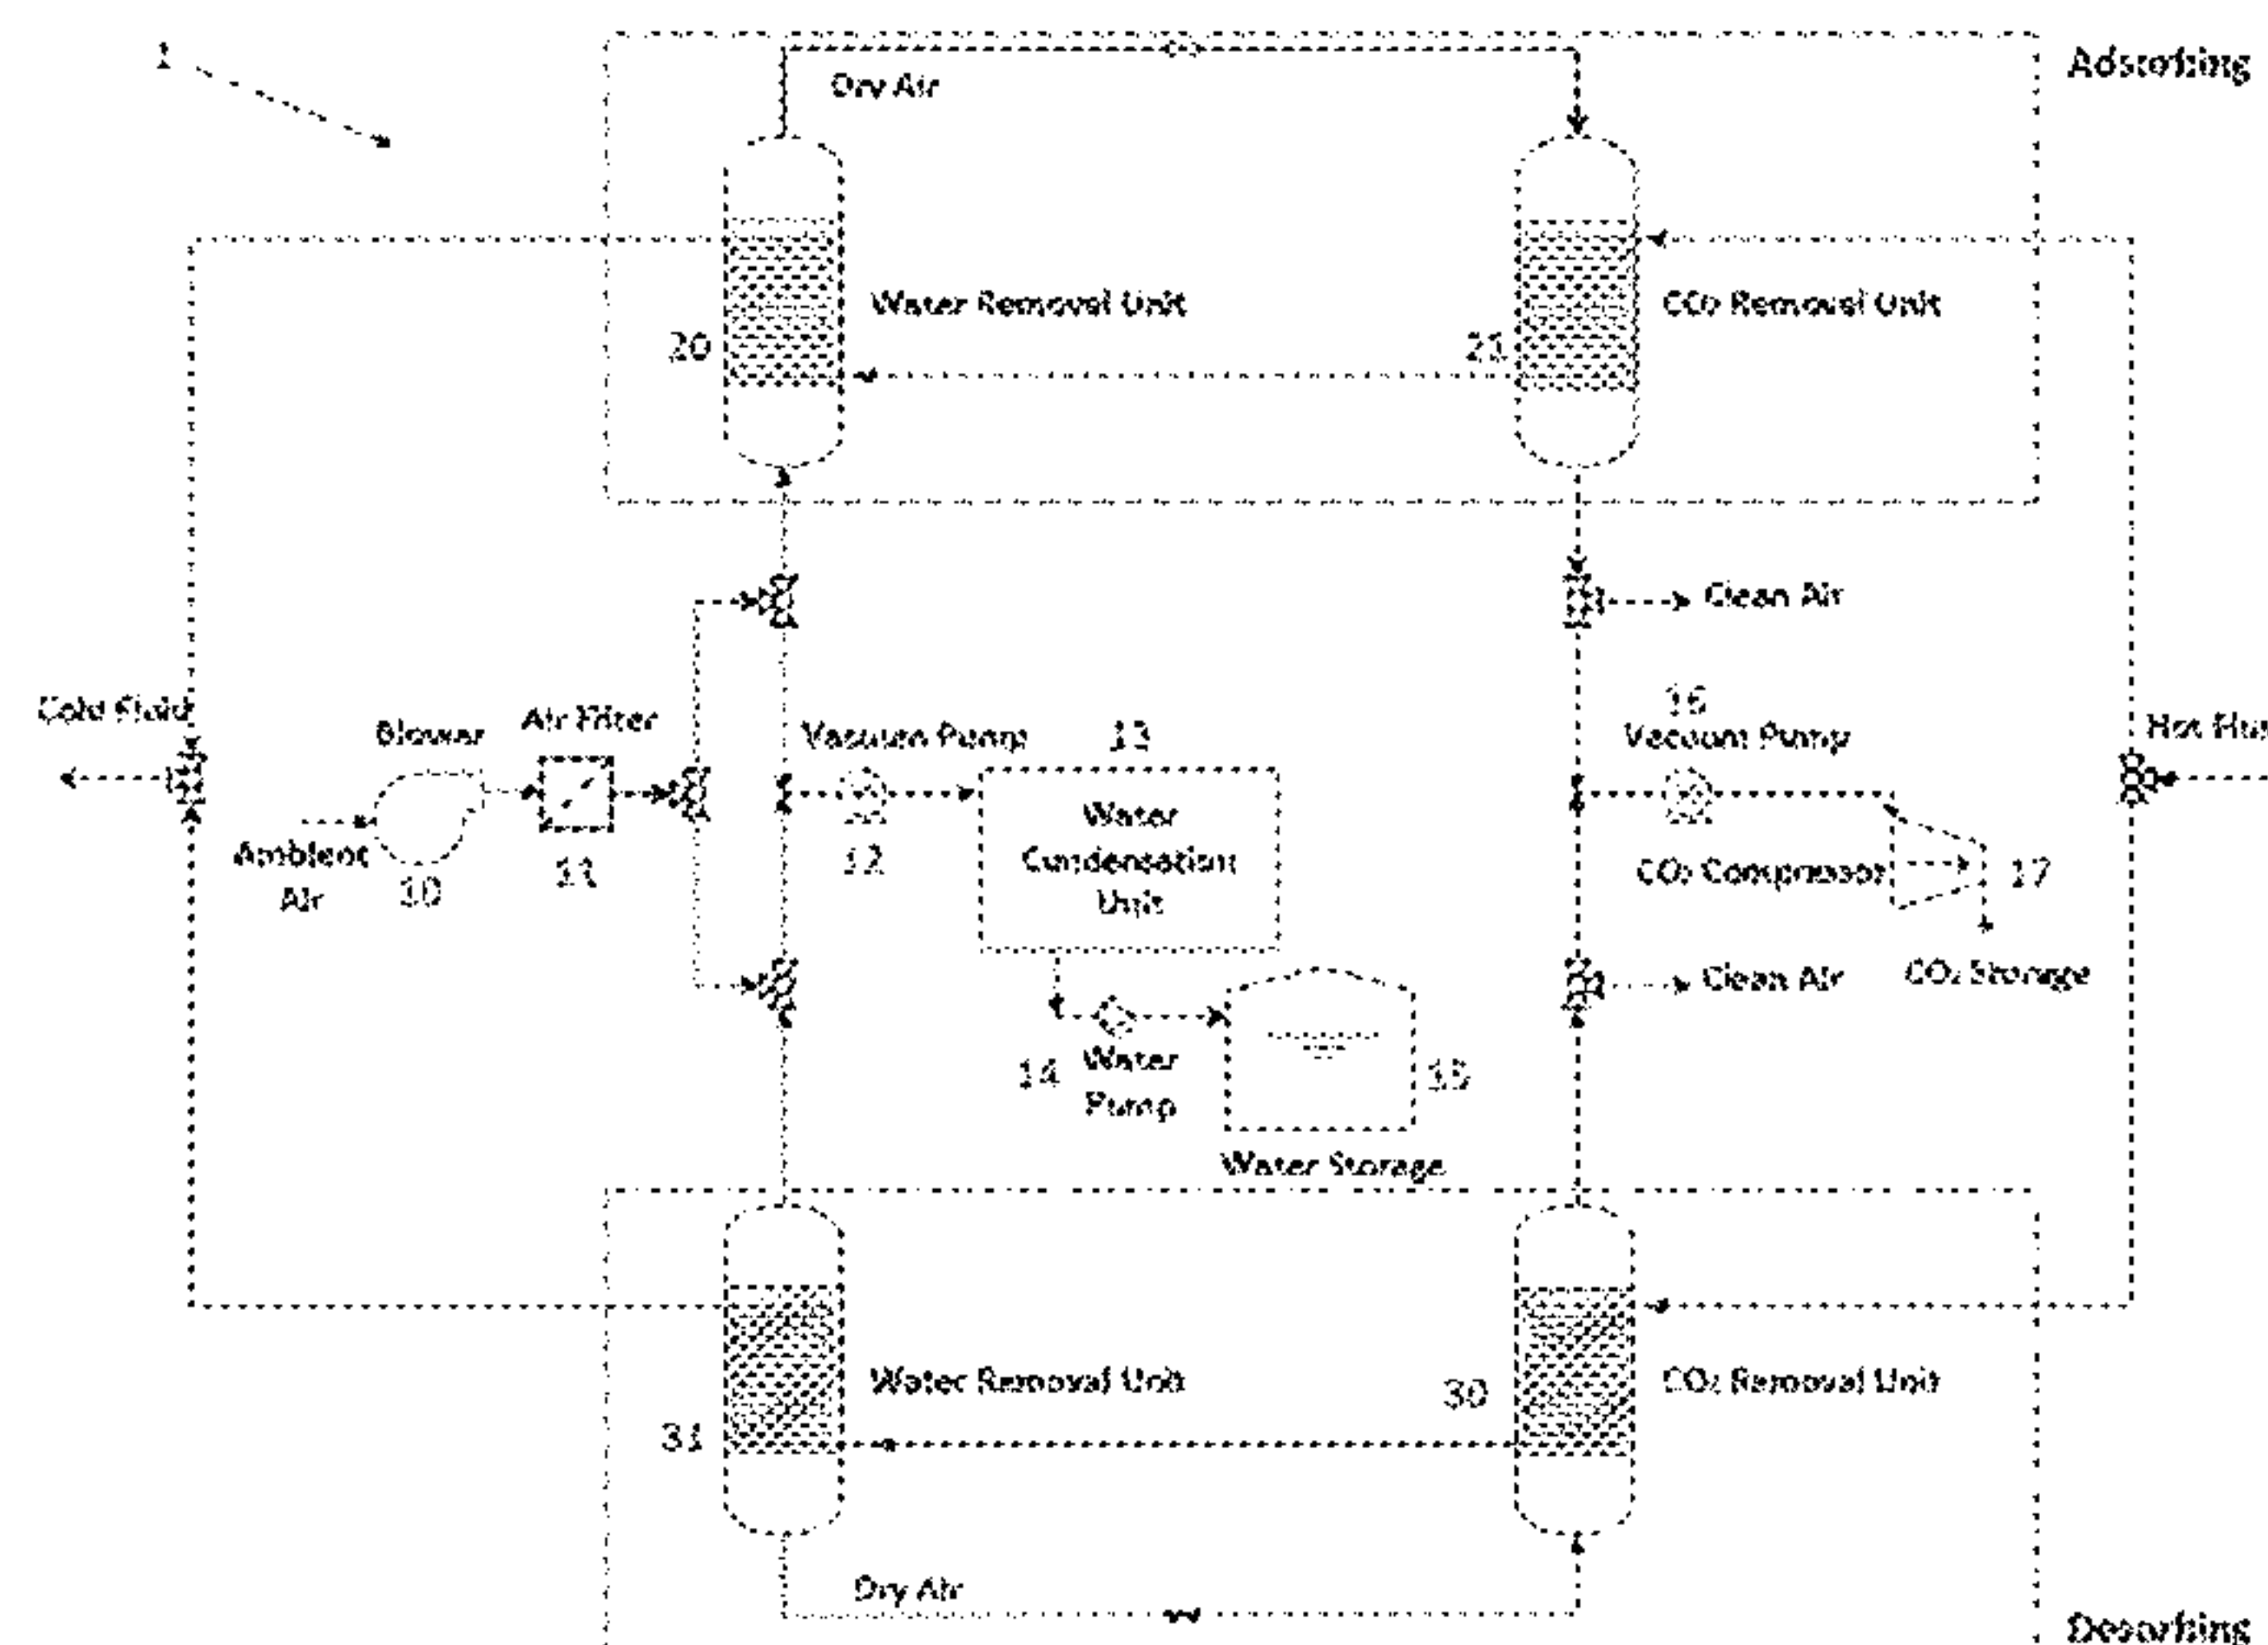 1
Adsorbing
Dry Air
Water Removal Unit
CO₂ Removal Unit
20
21
Clean Air
Cold Fluid
Blower
Air Filter
Vacuum Pump
13
16
Vacuum Pump
Hot Flu
Ambient
Air
10
11
12
Water
Condensation
Unit
CO₂ Compressor
17
Clean Air
CO₂ Storage
14
Water
Pump
15
Water Storage
Water Removal Unit
CO₂ Removal Unit
31
30
Dry Air
Desorbing